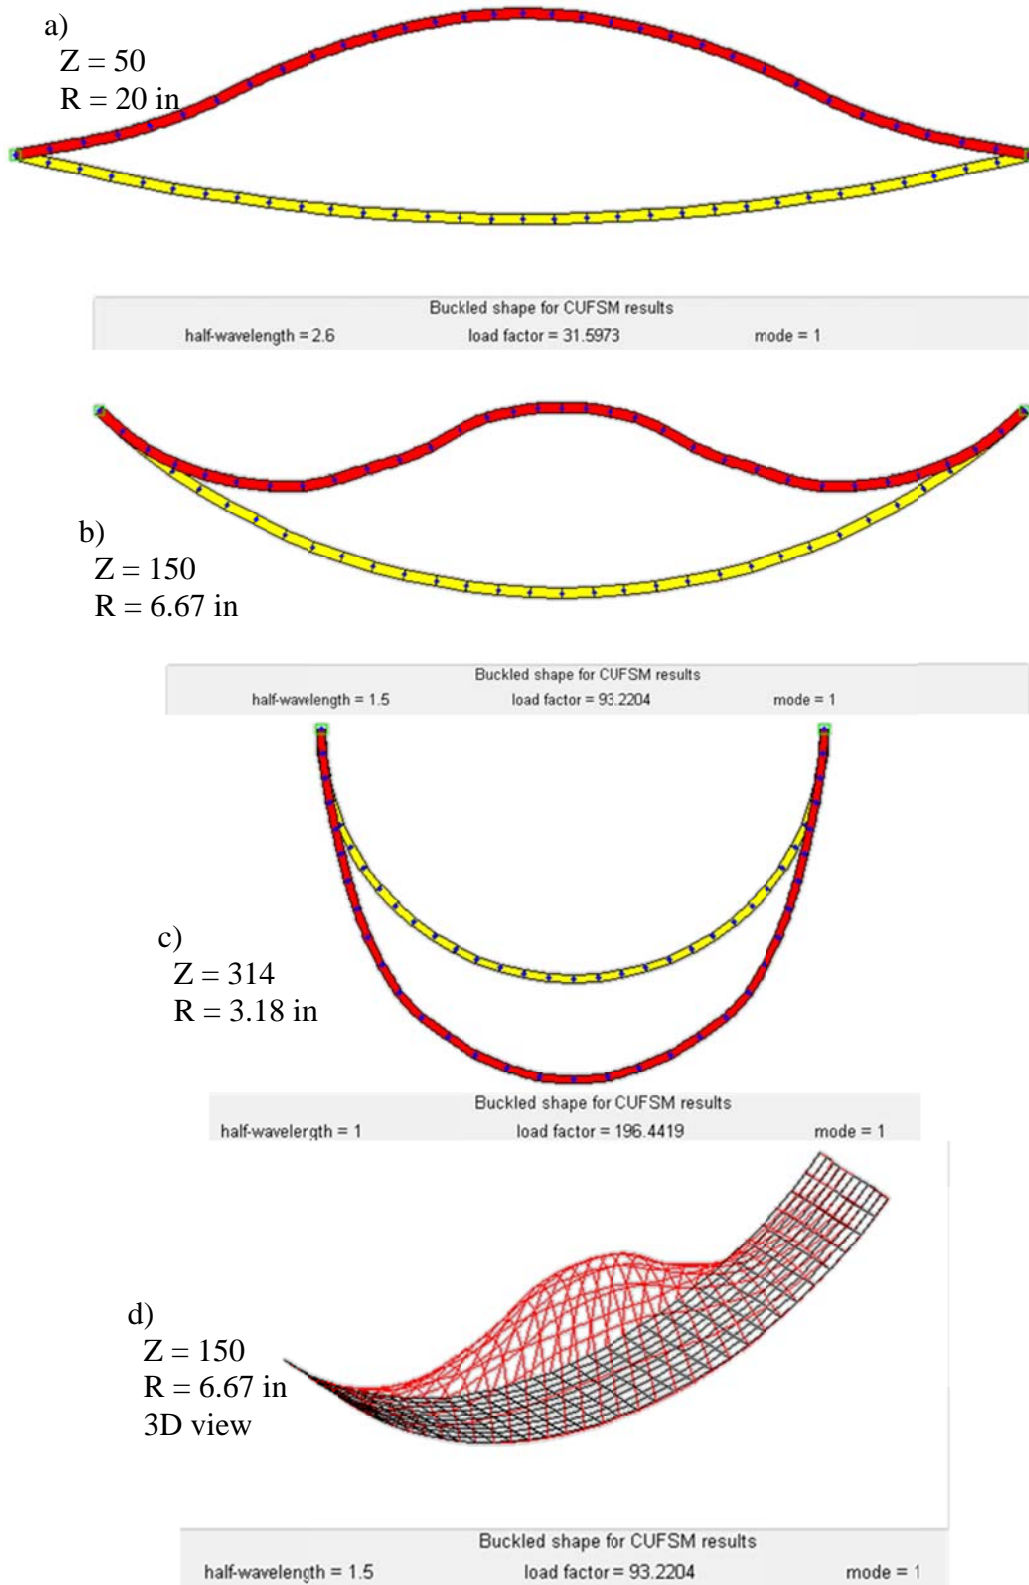 a)
Z = 50
R = 20 in
Buckled shape for CUFSM results
half-wavelength = 2.6 load factor = 31.5973 mode = 1
b)
Z = 150
R = 6.67 in
Buckled shape for CUFSM results
half-wavelength = 1.5 load factor = 93.2204 mode = 1
c)
Z = 314
R = 3.18 in
Buckled shape for CUFSM results
half-wavelength = 1 load factor = 196.4419 mode = 1
d)
Z = 150
R = 6.67 in
3D view
Buckled shape for CUFSM results
half-wavelength = 1.5 load factor = 93.2204 mode = 1